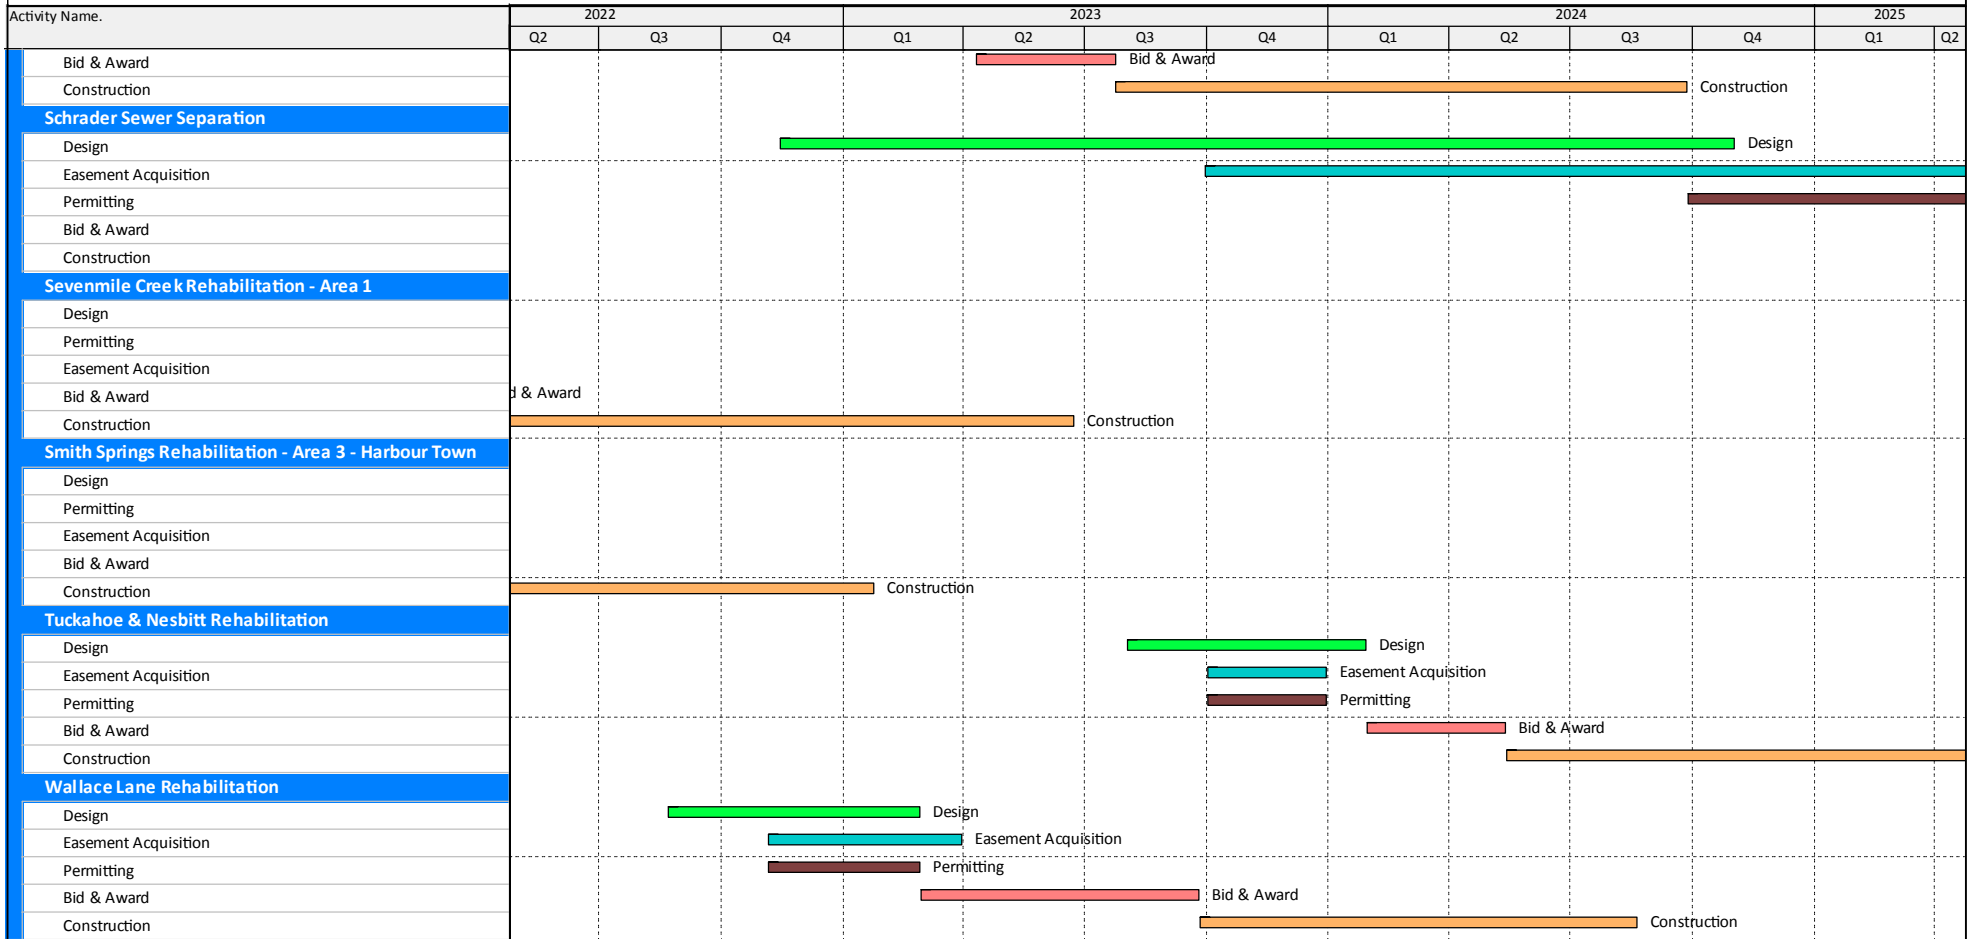 Activity Name. 2022 2023 2024 2025
Q2 Q3 Q4 Q1 Q2 Q3 Q4 Q1 Q2 Q3 Q4 Q1 Q2
Bid & Award Bid & Award
Construction Construction
Schrader Sewer Separation
Design Design
Easement Acquisition
Permitting
Bid & Award
Construction
Sevenmile Creek Rehabilitation - Area 1
Design
Permitting
Easement Acquisition
Bid & Award d & Award
Construction Construction
Smith Springs Rehabilitation - Area 3 - Harbour Town
Design
Permitting
Easement Acquisition
Bid & Award
Construction Construction
Tuckahoe & Nesbitt Rehabilitation
Design Design
Easement Acquisition Easement Acquisition
Permitting Permitting
Bid & Award Bid & Award
Construction
Wallace Lane Rehabilitation
Design Design
Easement Acquisition Easement Acquisition
Permitting Permitting
Bid & Award Bid & Award
Construction Construction